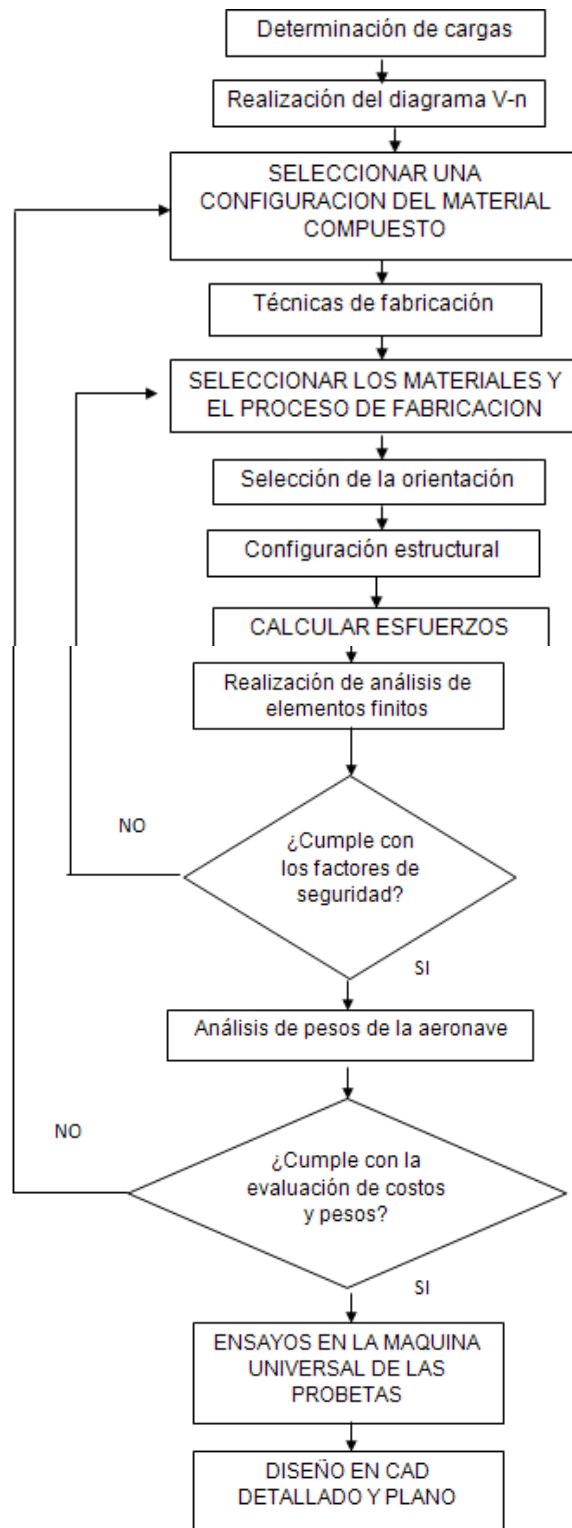 Determinación de cargas
Realización del diagrama V-n
SELECCIONAR UNA
CONFIGURACION DEL MATERIAL
COMPUESTO
Técnicas de fabricación
SELECCIONAR LOS MATERIALES Y
EL PROCESO DE FABRICACION
Selección de la orientación
Configuración estructural
CALCULAR ESFUERZOS
Realización de análisis de
elementos finitos
NO
¿Cumple con
los factores de
seguridad?
SI
Análisis de pesos de la aeronave
NO
¿Cumple con la
evaluación de costos
y pesos?
SI
ENSAYOS EN LA MAQUINA
UNIVERSAL DE LAS
PROBETAS
DISEÑO EN CAD
DETALLADO Y PLANO